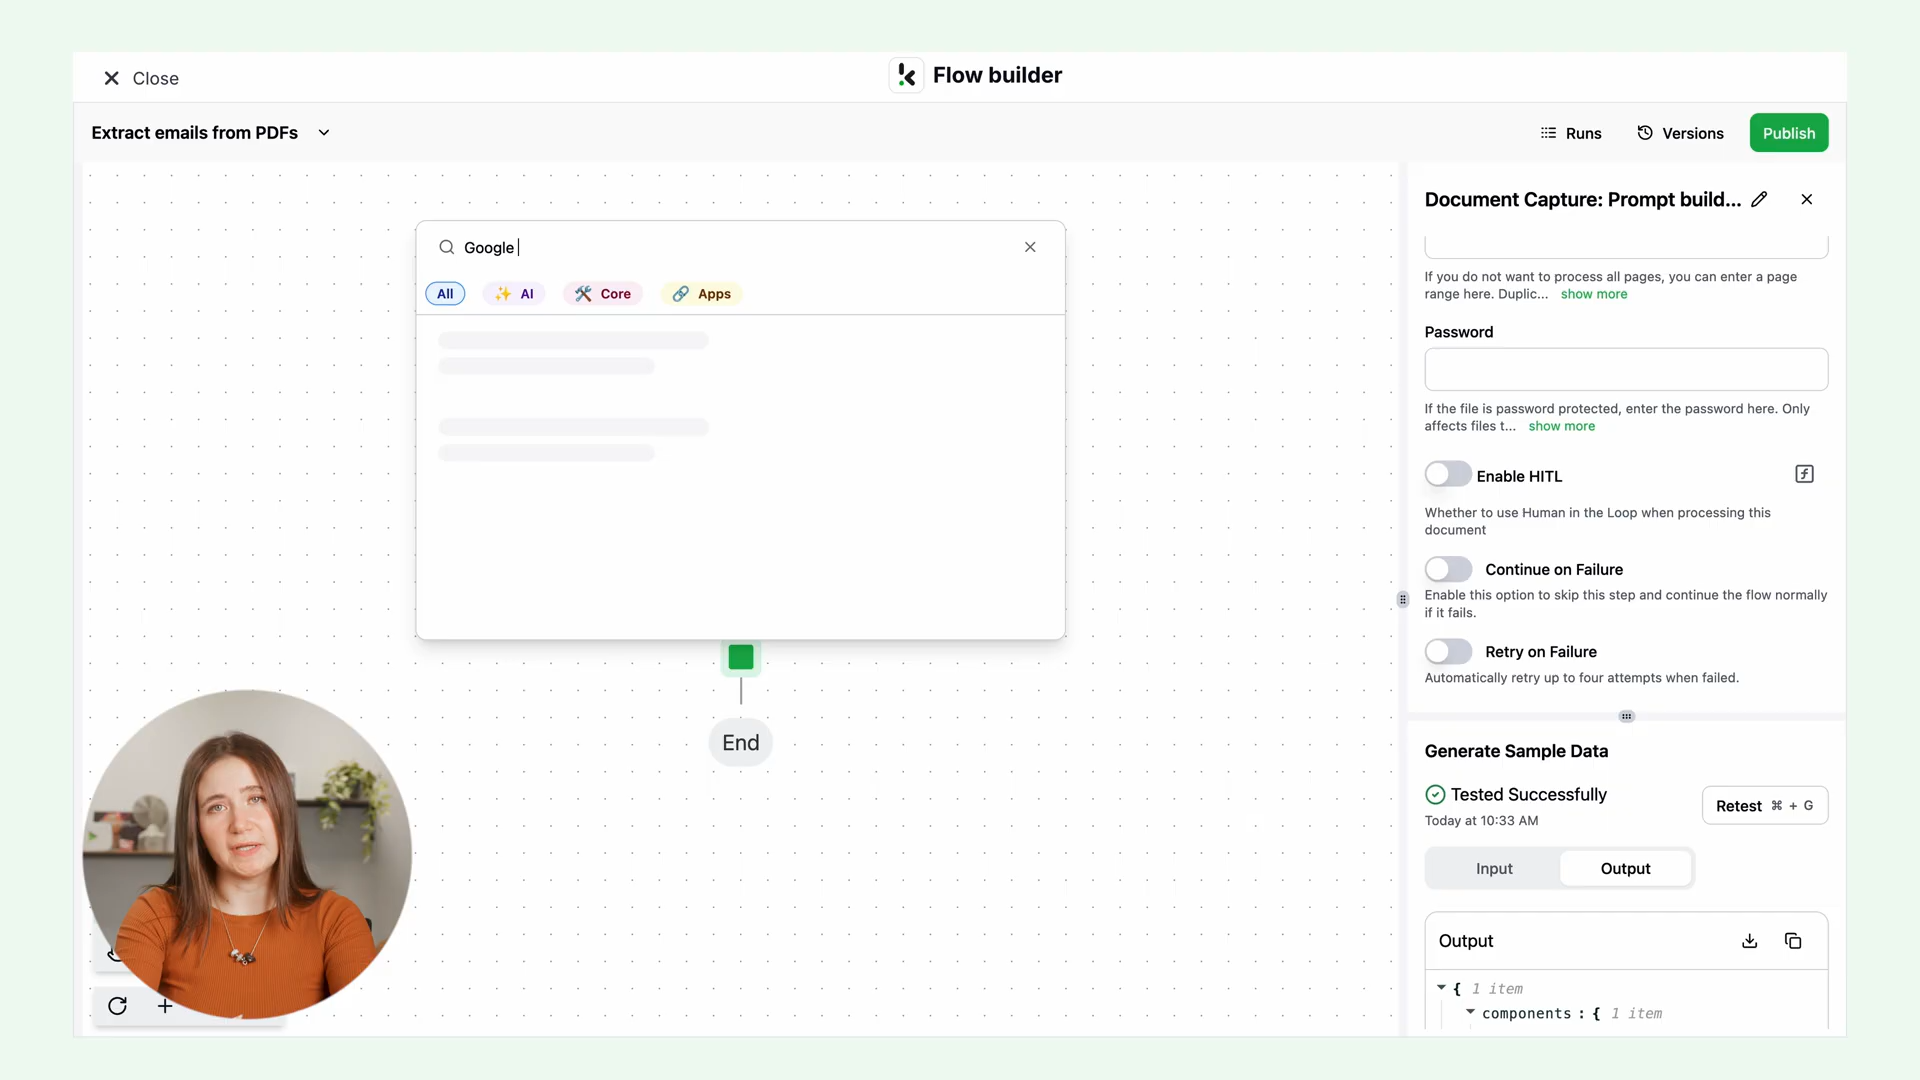 Close
Flow builder
Extract emails from PDFs
Runs
Versions
Publish
Google
All
AI
Core
Apps
End
Document Capture: Prompt build...
If you do not want to process all pages, you can enter a page
range here. Duplic... show more
Password
If the file is password protected, enter the password here. Only
affects files t... show more
Enable HITL
Whether to use Human in the Loop when processing this
document
Continue on Failure
Enable this option to skip this step and continue the flow normally
if it fails.
Retry on Failure
Automatically retry up to four attempts when failed.
Generate Sample Data
Tested Successfully
Today at 10:33 AM
Retest ⌘ + G
Input
Output
Output
{ 1 item
components : { 1 item